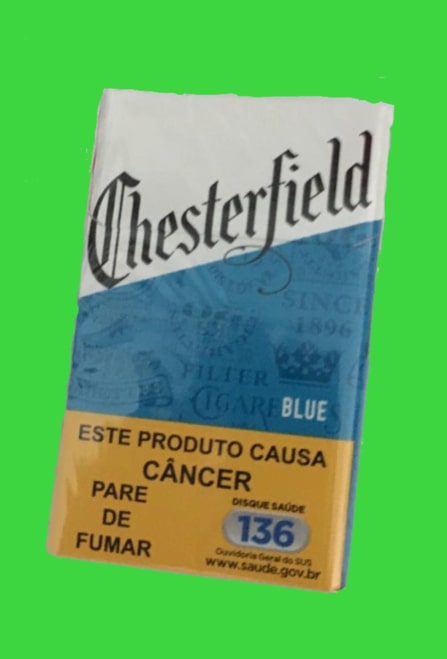 Chesterfield
SINCE
1896
FILTER
CIGARE
BLUE
ESTE PRODUTO CAUSA
CÂNCER
PARE
DE
FUMAR
DISQUE SAÚDE
136
Ouvidoria Geral do SUS
www.saude.gov.br